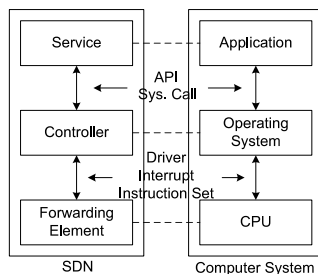 Service
Application
API
Sys. Call
Controller
Operating
System
Driver
Interrupt
Instruction Set
Forwarding
Element
CPU
SDN
Computer System